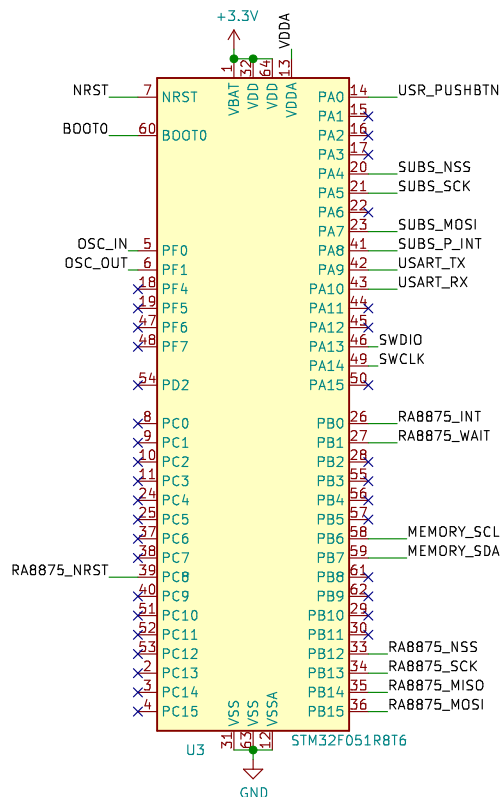 +3.3V
VDDA
1 32 64 13
VBAT VDD VDD VDDA
NRST 7 NRST
BOOT0 60 BOOT0
OSC_IN 5 PF0
OSC_OUT 6 PF1
18 PF4
19 PF5
47 PF6
48 PF7
54 PD2
8 PC0
9 PC1
10 PC2
11 PC3
24 PC4
25 PC5
37 PC6
38 PC7
RA8875_NRST 39 PC8
40 PC9
51 PC10
52 PC11
53 PC12
2 PC13
3 PC14
4 PC15
PA0 14 USR_PUSHBTN
PA1 15
PA2 16
PA3 17
PA4 20 SUBS_NSS
PA5 21 SUBS_SCK
PA6 22
PA7 23 SUBS_MOSI
PA8 41 SUBS_P_INT
PA9 42 USART_TX
PA10 43 USART_RX
PA11 44
PA12 45
PA13 46 SWDIO
PA14 49 SWCLK
PA15 50
PB0 26 RA8875_INT
PB1 27 RA8875_WAIT
PB2 28
PB3 55
PB4 56
PB5 57
PB6 58 MEMORY_SCL
PB7 59 MEMORY_SDA
PB8 61
PB9 62
PB10 29
PB11 30
PB12 33 RA8875_NSS
PB13 34 RA8875_SCK
PB14 35 RA8875_MISO
PB15 36 RA8875_MOSI
VSS VSS VSSA
31 63 12
U3
STM32F051R8T6
GND